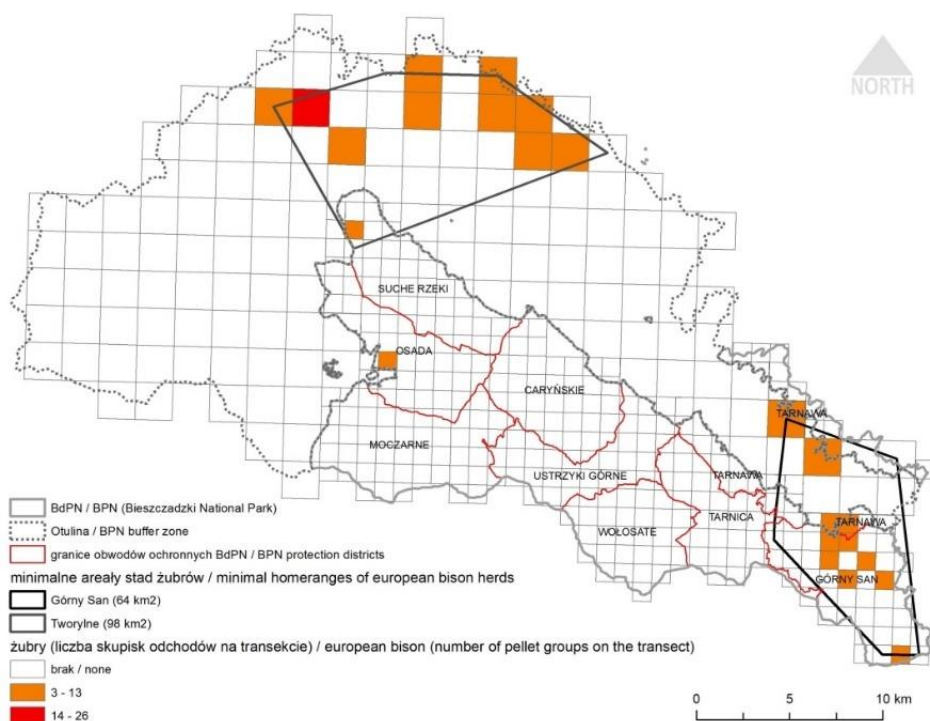 NORTH
SUCHE RZEKI
OSADA
CARYŃSKIE
TARNAWA
MOCZARNE
USTRZYKI GÓRNE
TARNAWA
WOŁOSATE
TARNICA
TARNAWA
GÓRNY SAN
BdPN / BPN (Bieszczadzki National Park)
Otulina / BPN buffer zone
granice obwodów ochronnych BdPN / BPN protection districts
minimalne areały stad żubrów / minimal homeranges of european bison herds
Górny San (64 km2)
Tworylne (98 km2)
żubry (liczba skupisk odchodów na transekcie) / european bison (number of pellet groups on the transect)
brak / none
3 - 13
14 - 26
0 5 10 km